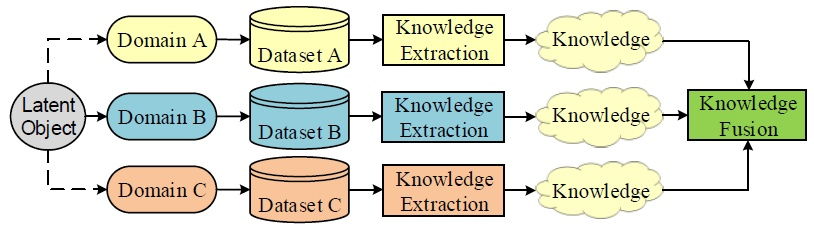 Latent
Object
Domain A
Dataset A
Knowledge
Extraction
Knowledge
Domain B
Dataset B
Knowledge
Extraction
Knowledge
Domain C
Dataset C
Knowledge
Extraction
Knowledge
Knowledge
Fusion